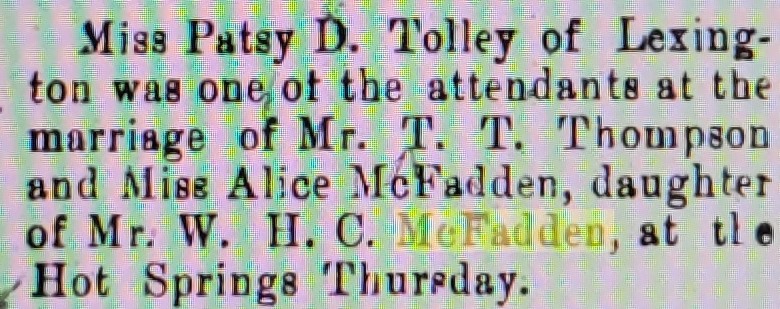 Miss Patsy D. Tolley of Lexing-
ton was one of the attendants at the
marriage of Mr. T. T. Thompson
and Miss Alice McFadden, daughter
of Mr. W. H. C. McFadden, at the
Hot Springs Thursday.